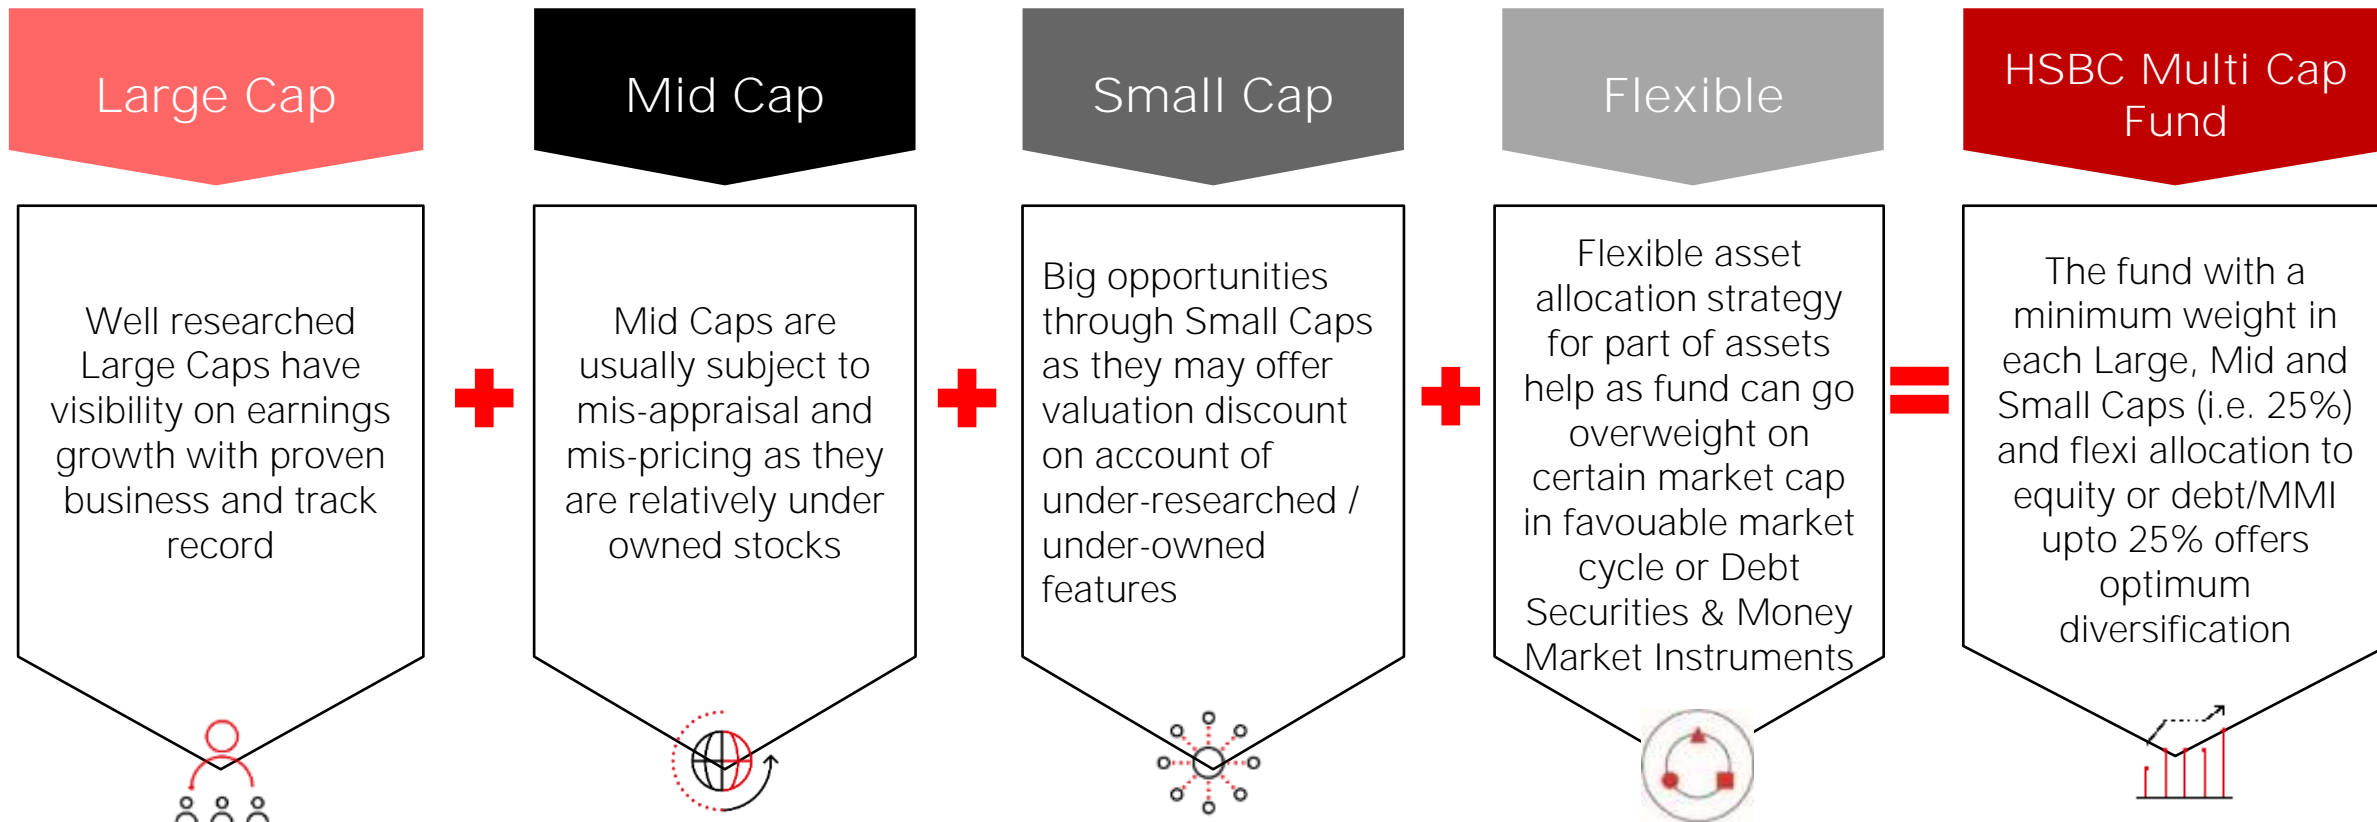 Large Cap
Well researched
Large Caps have
visibility on earnings
growth with proven
business and track
record
Mid Cap
Mid Caps are
usually subject to
mis-appraisal and
mis-pricing as they
are relatively under
owned stocks
Small Cap
Big opportunities
through Small Caps
as they may offer
valuation discount
on account of
under-researched /
under-owned
features
Flexible
Flexible asset
allocation strategy
for part of assets
help as fund can go
overweight on
certain market cap
in favouable market
cycle or Debt
Securities & Money
Market Instruments
HSBC Multi Cap
Fund
The fund with a
minimum weight in
each Large, Mid and
Small Caps (i.e. 25%)
and flexi allocation to
equity or debt/MMI
upto 25% offers
optimum
diversification